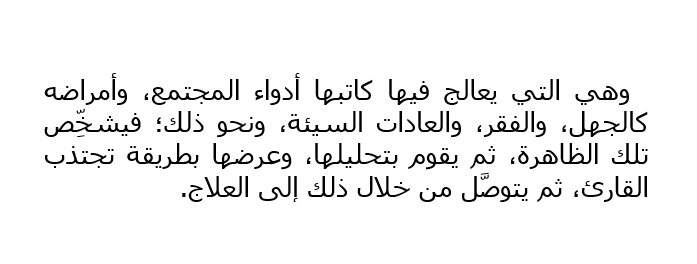 وهي التي يعالج فيها كاتبها أدواء المجتمع، وأمراضه
كالجهل، والفقر، والعادات السيئة، ونحو ذلك؛ فيشخِّص
تلك الظاهرة، ثم يقوم بتحليلها، وعرضها بطريقة تجتذب
القارئ، ثم يتوصَّل من خلال ذلك إلى العلاج.